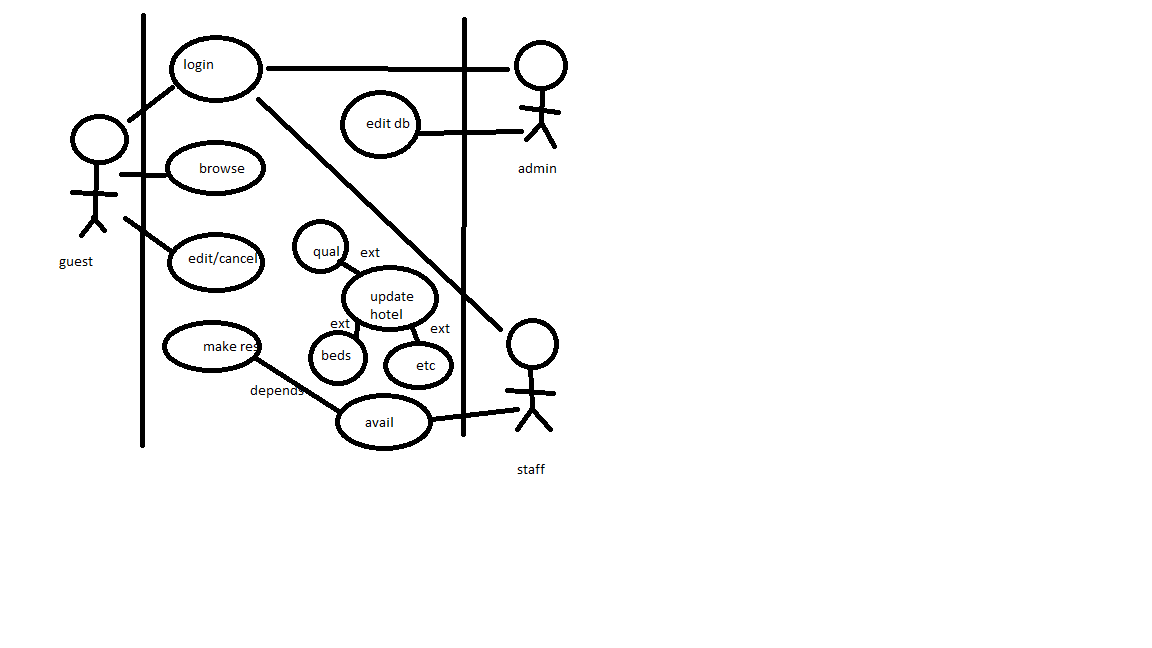 login
edit db
admin
browse
guest
edit/cancel
qual
ext
update
hotel
ext
ext
beds
etc
make res
depends
avail
staff